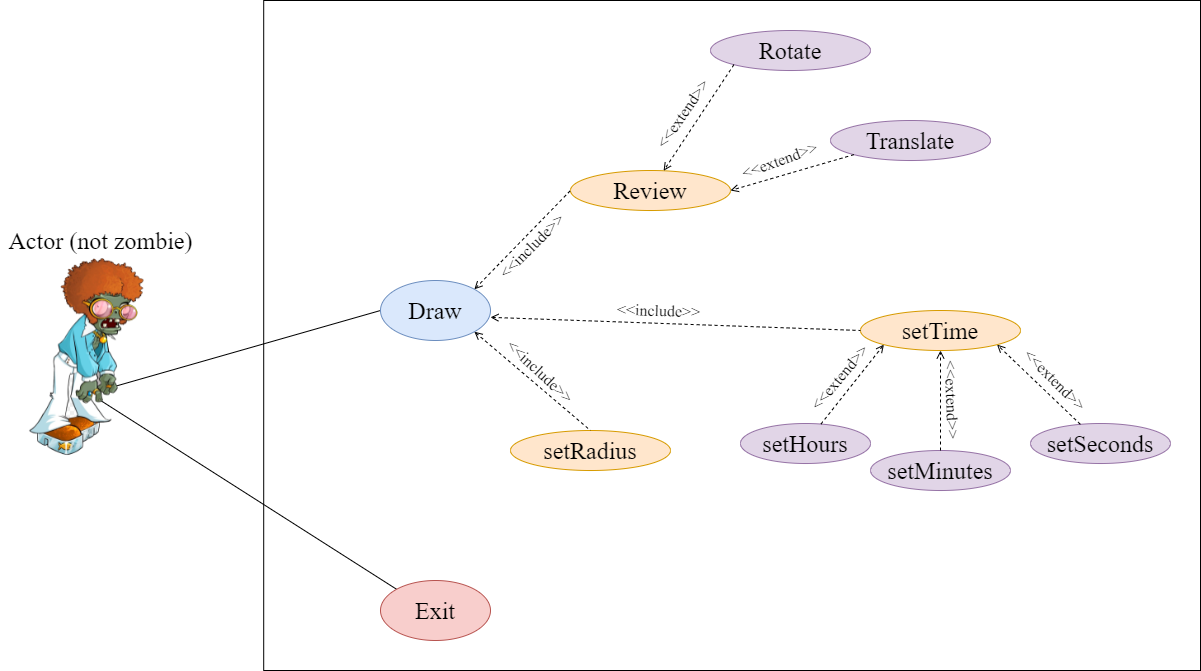 Rotate
<<extend>>
Translate
<<extend>>
Review
Actor (not zombie)
<<include>>
Draw
<<include>>
setTime
<<include>>
<<extend>>
<<extend>>
<<extend>>
setRadius
setHours
setMinutes
setSeconds
Exit